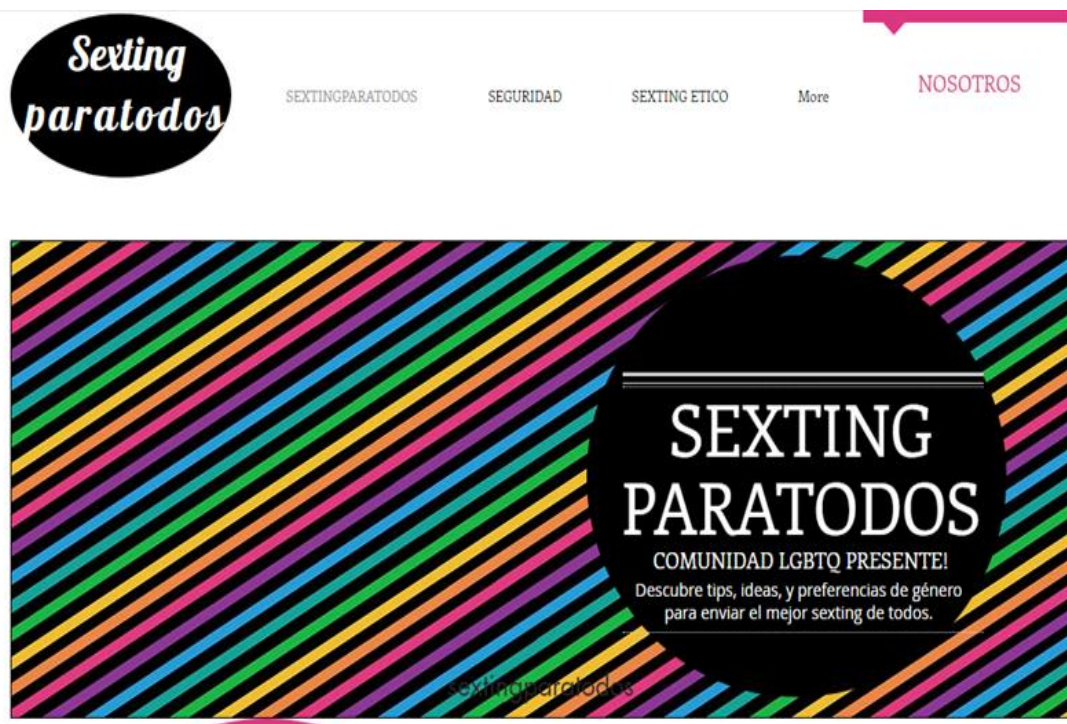 Sexting
paratodos
SEXTINGPARATODOS
SEGURIDAD
SEXTING ETICO
More
NOSOTROS
SEXTING
PARATODOS
COMUNIDAD LGBTQ PRESENTE!
Descubre tips, ideas, y preferencias de género
para enviar el mejor sexting de todos.
sextingparatodos